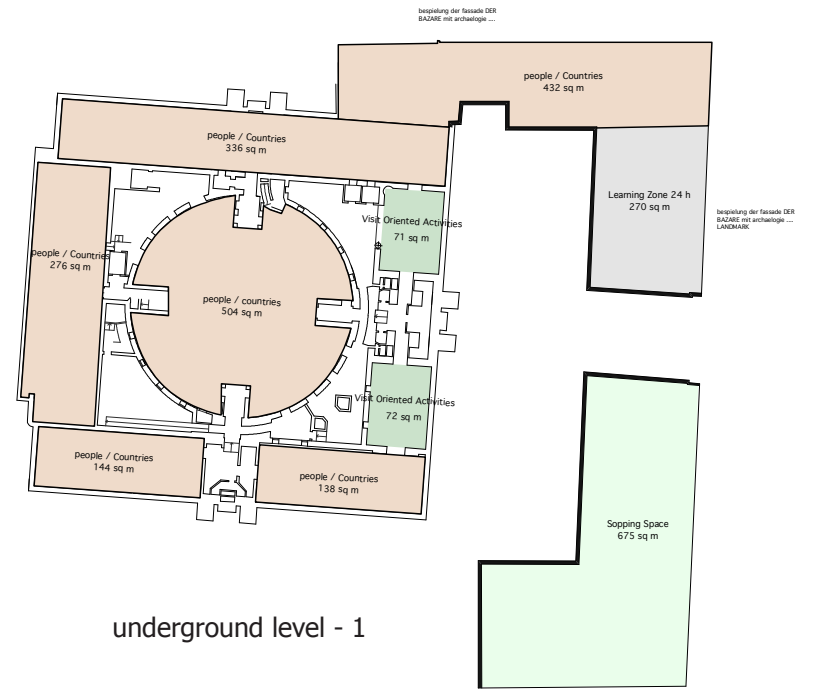 bespielung der fassade DER
BAZARE mit archaelogie ....
people / Countries
432 sq m
people / Countries
336 sq m
Learning Zone 24 h
270 sq m
bespielung der fassade DER
BAZARE mit archaelogie ....
LANDMARK
Visit Oriented Activities
71 sq m
people / Countries
276 sq m
people / countries
504 sq m
Visit Oriented Activities
72 sq m
people / Countries
144 sq m
people / Countries
138 sq m
Sopping Space
675 sq m
underground level - 1